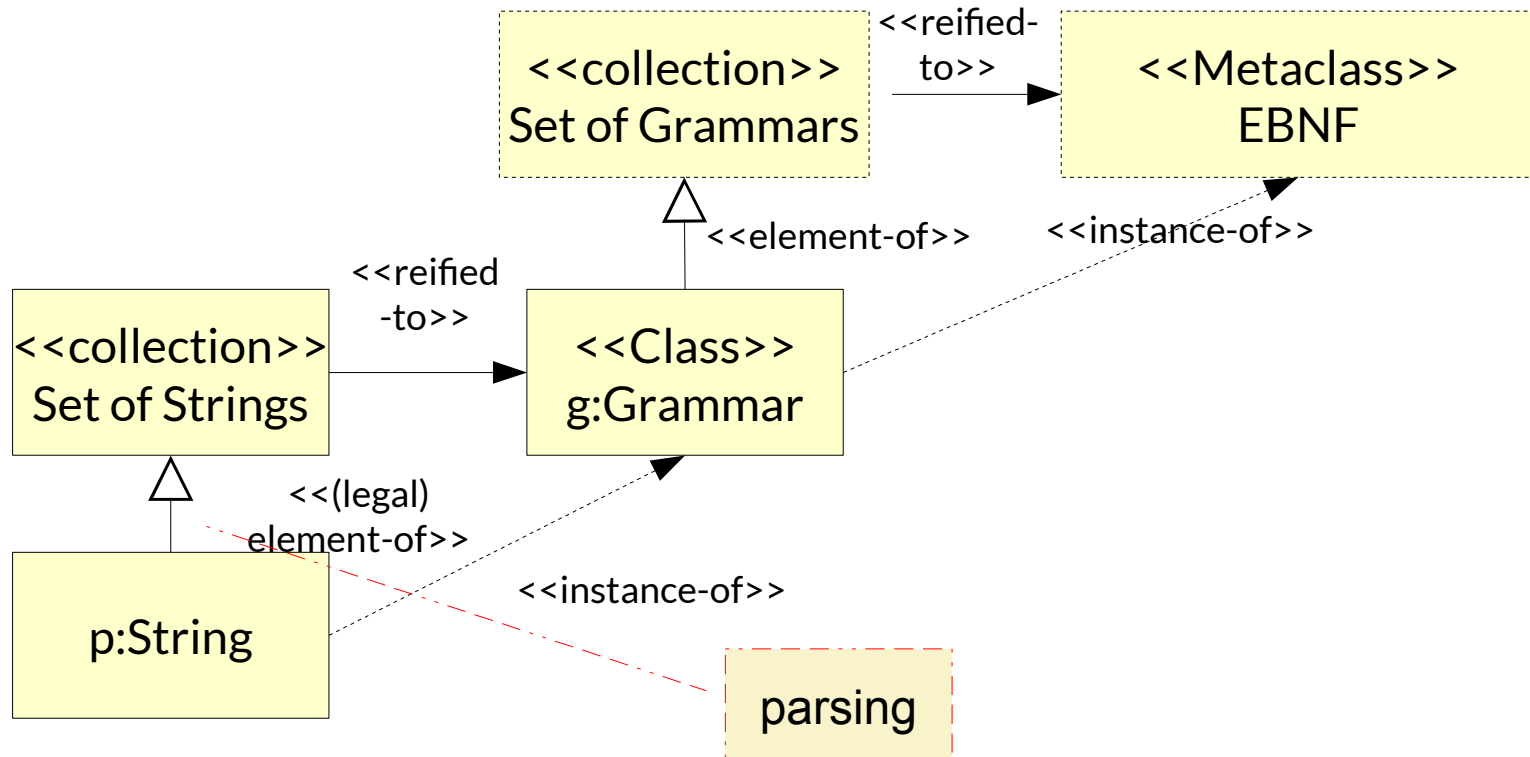 <<collection>>
Set of Grammars
<<reified-
to>>
<<Metaclass>>
EBNF
<<element-of>>
<<instance-of>>
<<reified
-to>>
<<collection>>
Set of Strings
<<Class>>
g:Grammar
<<(legal)
element-of>>
<<instance-of>>
p:String
parsing